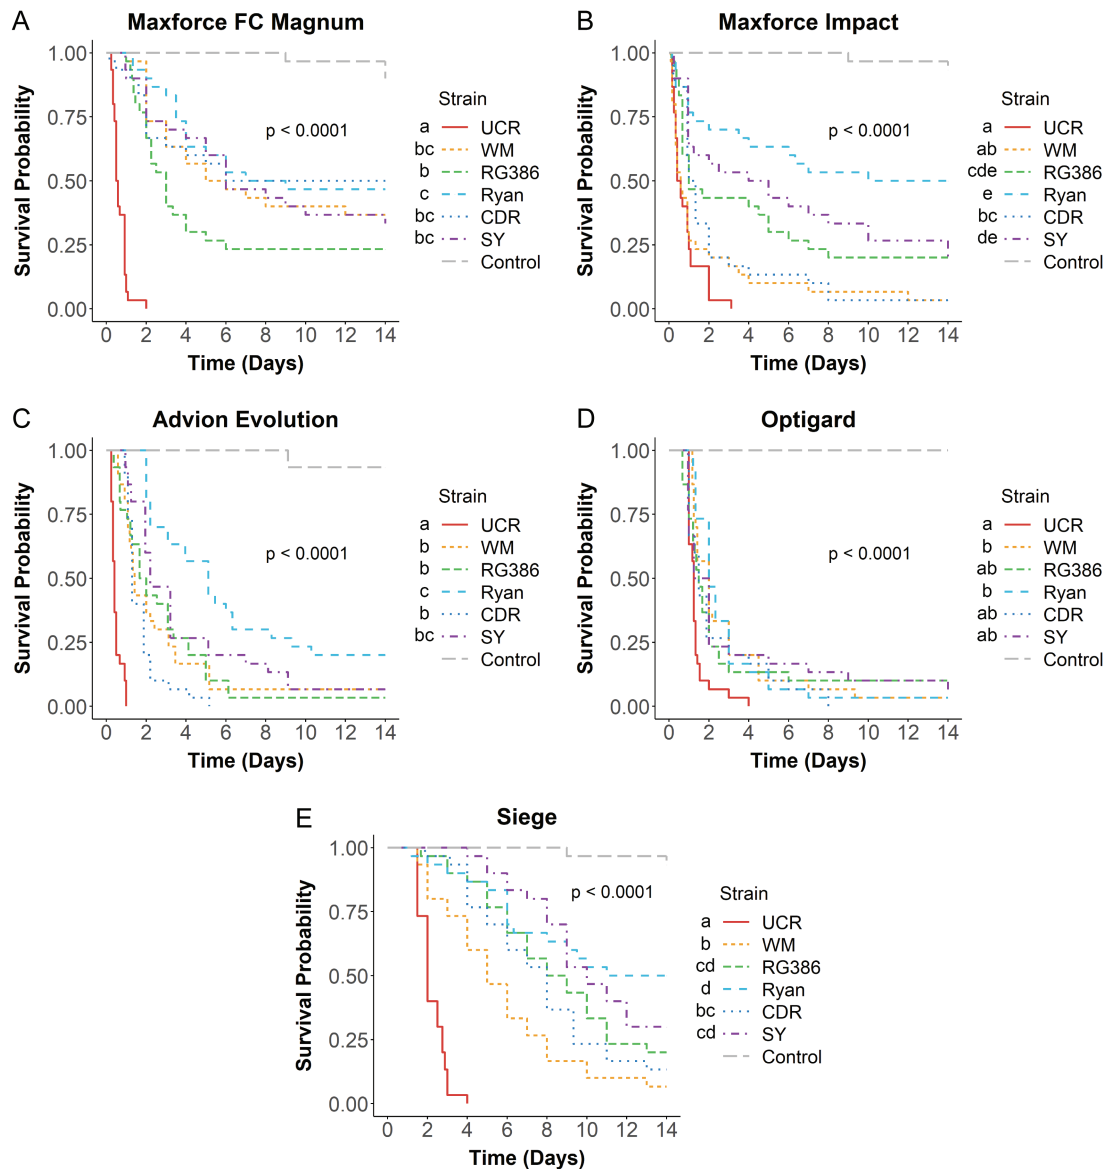 A
Maxforce FC Magnum
Survival Probability
1.00
0.75
0.50
0.25
0.00
0 2 4 6 8 10 12 14
Time (Days)
p < 0.0001
Strain
a UCR
bc WM
b RG386
c Ryan
bc CDR
bc SY
Control
B
Maxforce Impact
Survival Probability
1.00
0.75
0.50
0.25
0.00
0 2 4 6 8 10 12 14
Time (Days)
p < 0.0001
Strain
a UCR
ab WM
cde RG386
e Ryan
bc CDR
de SY
Control
C
Advion Evolution
Survival Probability
1.00
0.75
0.50
0.25
0.00
0 2 4 6 8 10 12 14
Time (Days)
p < 0.0001
Strain
a UCR
b WM
b RG386
c Ryan
b CDR
bc SY
Control
D
Optigard
Survival Probability
1.00
0.75
0.50
0.25
0.00
0 2 4 6 8 10 12 14
Time (Days)
p < 0.0001
Strain
a UCR
b WM
ab RG386
b Ryan
ab CDR
ab SY
Control
E
Siege
Survival Probability
1.00
0.75
0.50
0.25
0.00
0 2 4 6 8 10 12 14
Time (Days)
p < 0.0001
Strain
a UCR
b WM
cd RG386
d Ryan
bc CDR
cd SY
Control